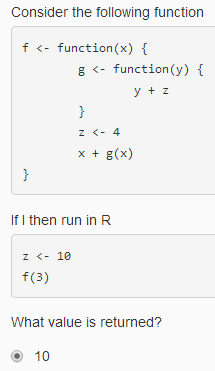 Consider the following function
f <- function(x) {
        g <- function(y) {
                y + z
        }
        z <- 4
        x + g(x)
}
If I then run in R
z <- 10
f(3)
What value is returned?
10